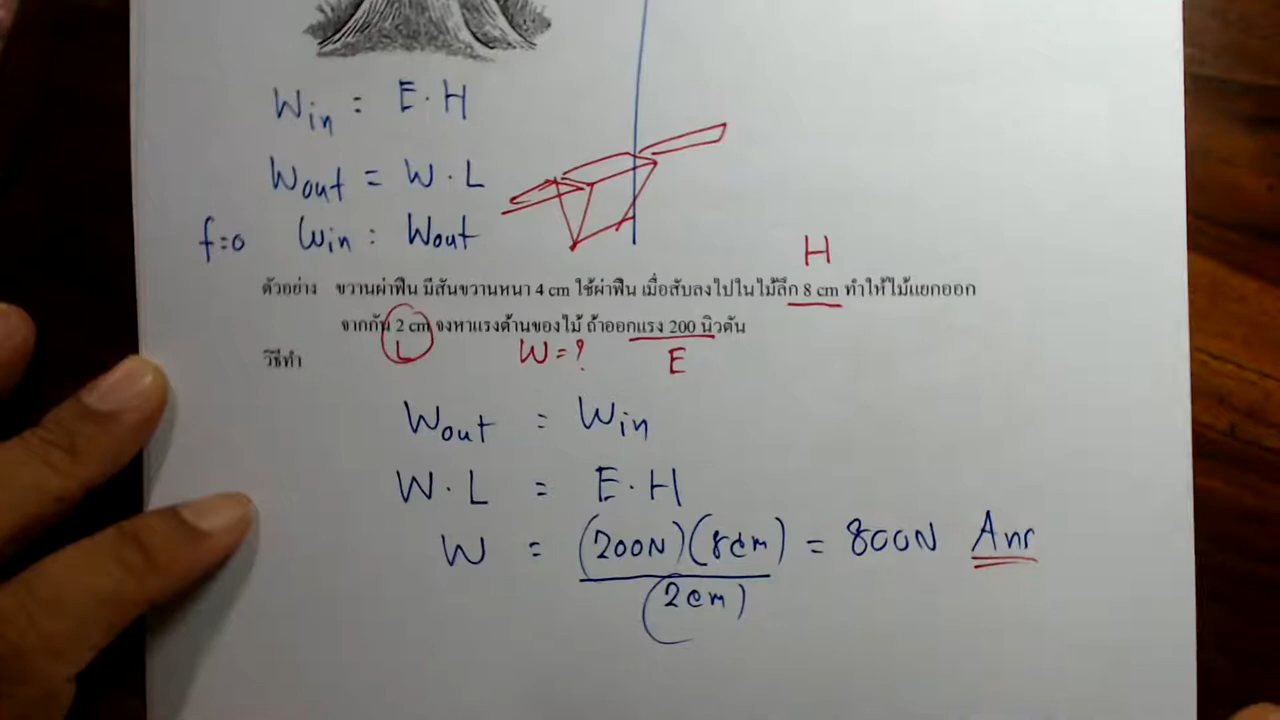 Win = E · H
Wout = W · L
f=0 Win = Wout
H
ตัวอย่าง ขวานผ่าฟืน มีสันขวานหนา 4 cm ใช้ผ่าฟืน เมื่อสับลงไปในไม้ลึก 8 cm ทำให้ไม้แยกออก
จากกัน 2 cm จงหาแรงต้านของไม้ ถ้าออกแรง 200 นิวตัน
L W = ? E
วิธีทำ
Wout = Win
W · L = E · H
W = (200N)(8cm) = 800N Ans
(2cm)